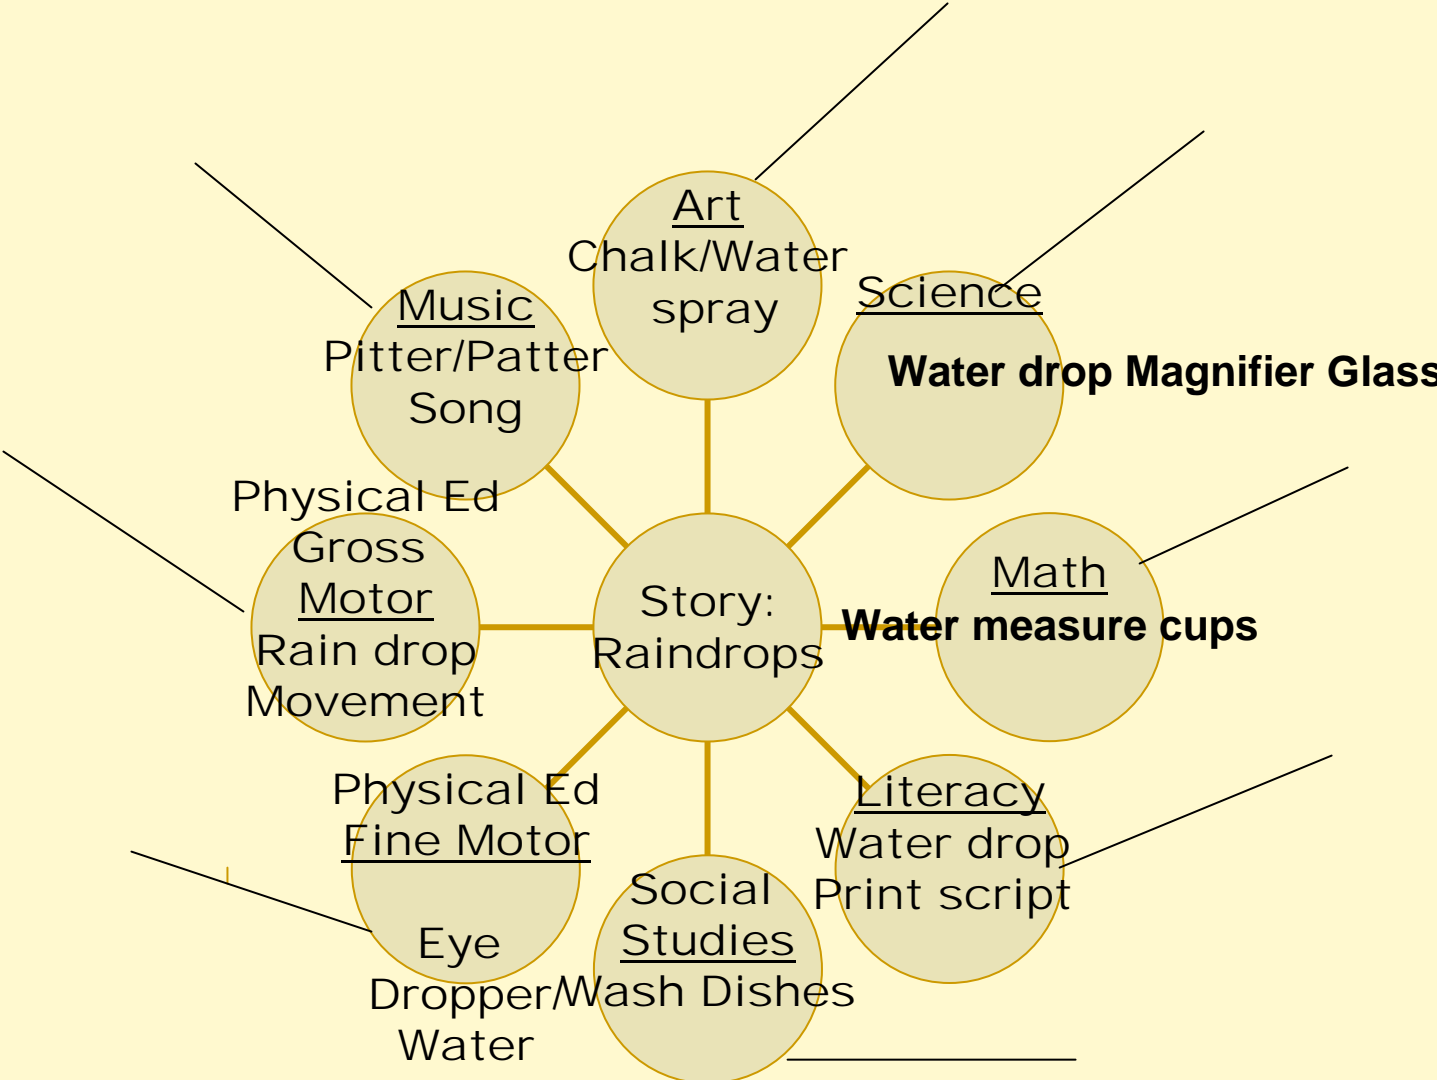 Art
Chalk/Water
spray
Science
Water drop Magnifier Glass
Music
Pitter/Patter
Song
Physical Ed
Gross
Motor
Rain drop
Movement
Story:
Raindrops
Math
Water measure cups
Physical Ed
Fine Motor
Eye
Dropper/
Water
Social
Studies
Wash Dishes
Literacy
Water drop
Print script